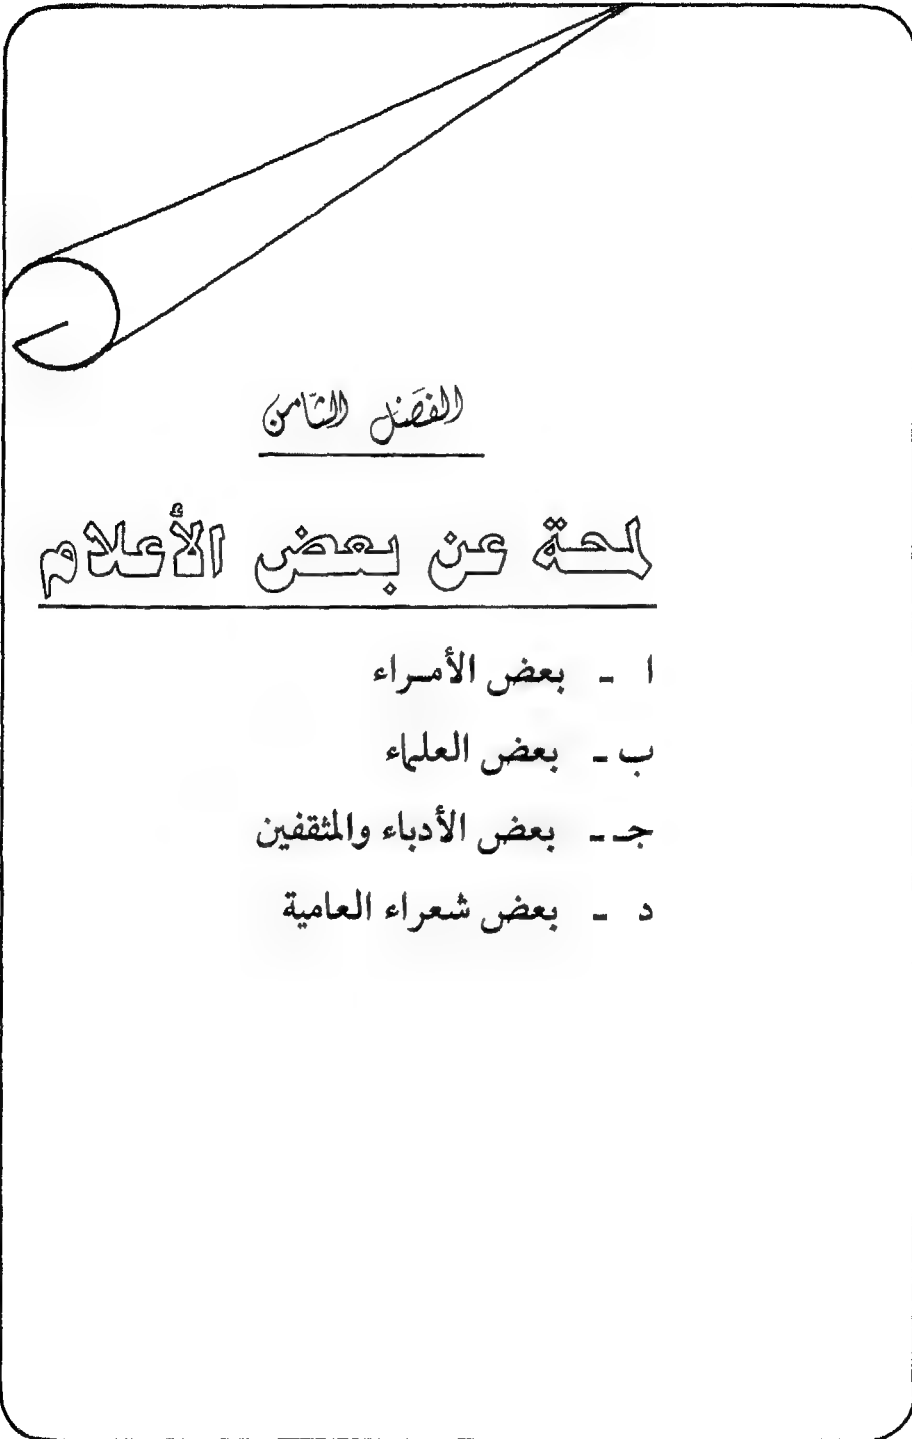 الفصل الثامن
لمحة عن بعض الأعلام
ا - بعض الأمراء
ب - بعض العلماء
جـ - بعض الأدباء والمثقفين
د - بعض شعراء العامية